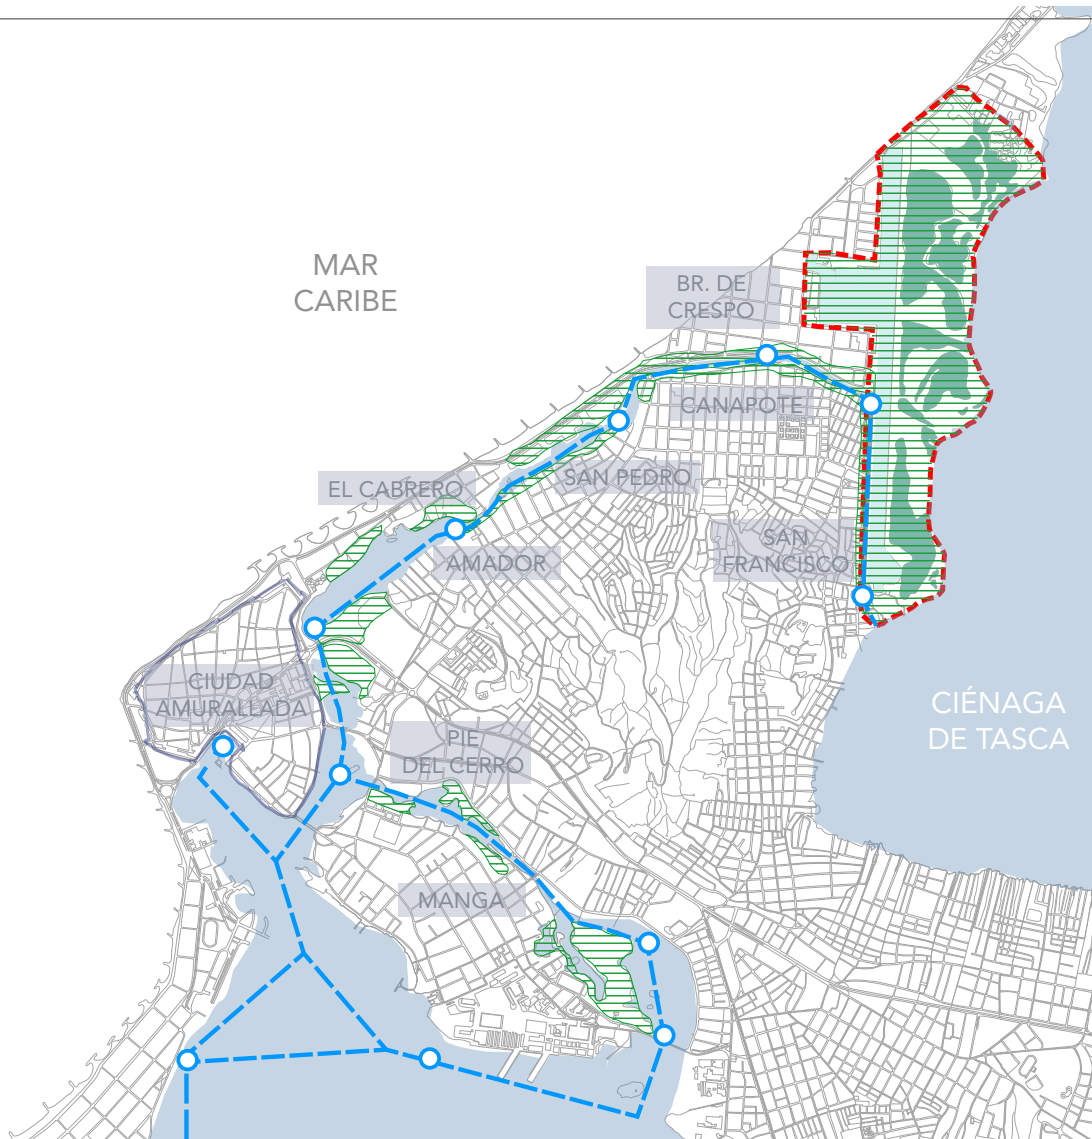 MAR
CARIBE
BR. DE
CRESPO
CANAPOTE
EL CABRERO
SAN PEDRO
AMADOR
SAN
FRANCISCO
CIUDAD
AMURALLADA
CIÉNAGA
DE TASCA
PIE
DEL CERRO
MANGA